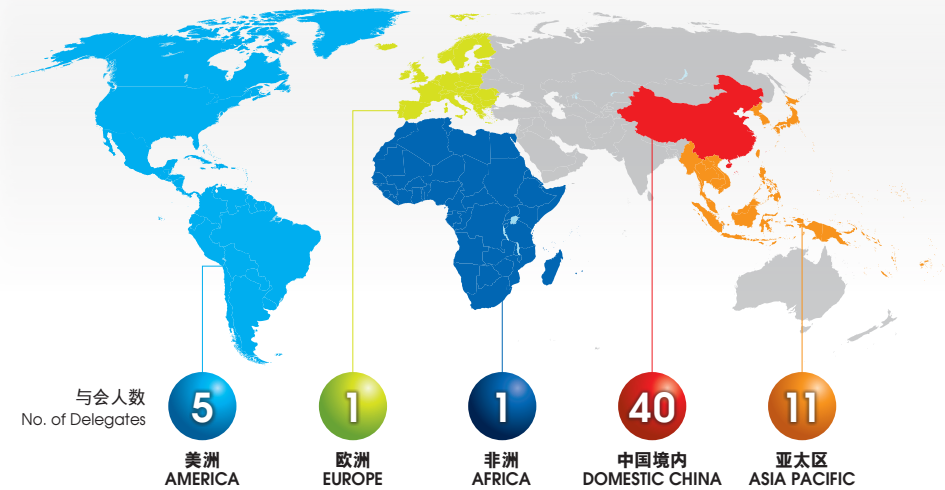 与会人数
No. of Delegates
5
1
1
40
11
美洲
AMERICA
欧洲
EUROPE
非洲
AFRICA
中国境内
DOMESTIC CHINA
亚太区
ASIA PACIFIC